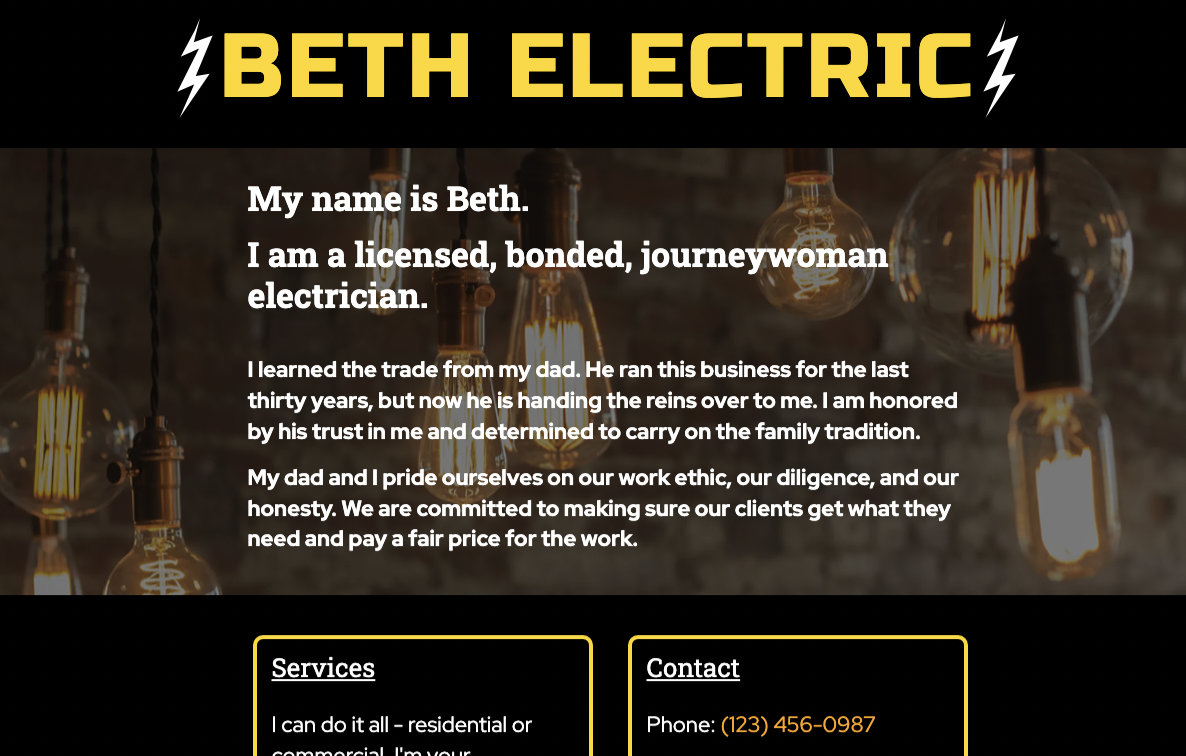 BETH ELECTRIC
My name is Beth.
I am a licensed, bonded, journeywoman
electrician.
I learned the trade from my dad. He ran this business for the last
thirty years, but now he is handing the reins over to me. I am honored
by his trust in me and determined to carry on the family tradition.
My dad and I pride ourselves on our work ethic, our diligence, and our
honesty. We are committed to making sure our clients get what they
need and pay a fair price for the work.
Services
I can do it all - residential or
commercial. I'm your
Contact
Phone: (123) 456-0987